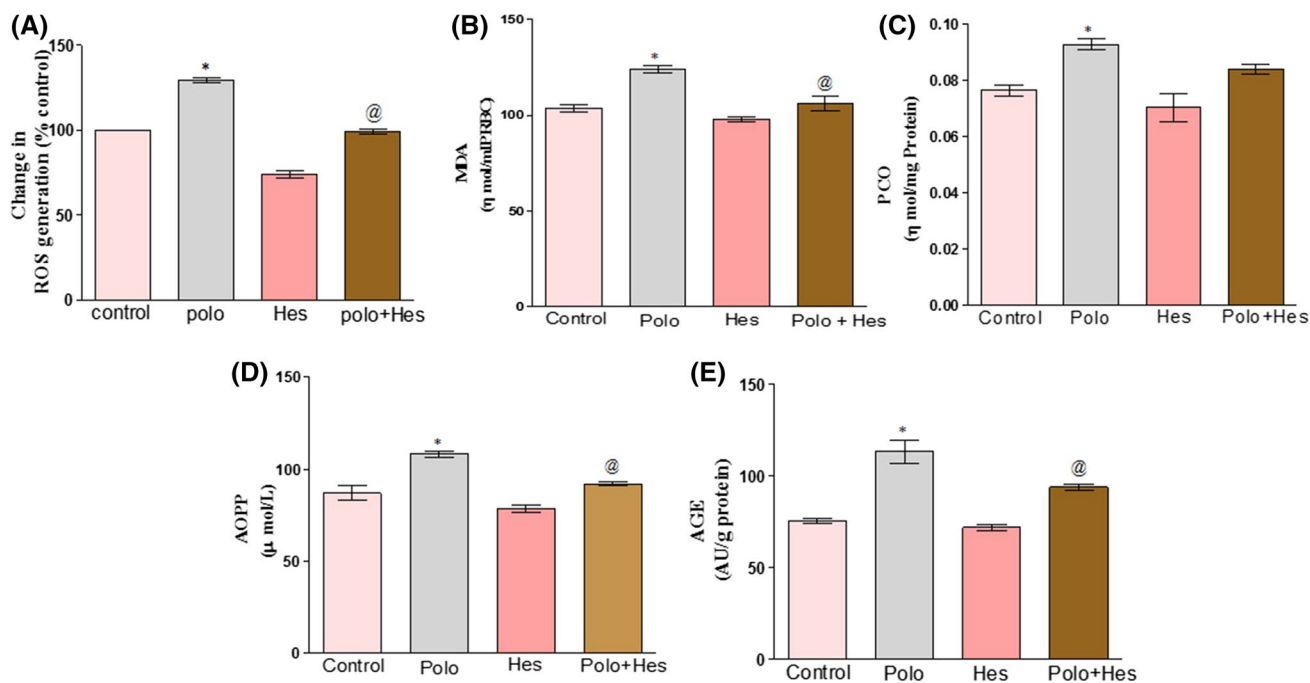 (A)
Change in
ROS generation (% control)
150
100
50
0
*
@
control polo Hes polo+Hes
(B)
MDA
(η mol/mlPRBC)
150
100
50
0
*
@
Control Polo Hes Polo + Hes
(C)
PCO
(η mol/mg Protein)
0.10
0.08
0.06
0.04
0.02
0.00
*
Control Polo Hes Polo+Hes
(D)
AOPP
(μ mol/L)
150
100
50
0
*
@
Control Polo Hes Polo+Hes
(E)
AGE
(AU/g protein)
150
100
50
0
*
@
Control Polo Hes Polo+Hes